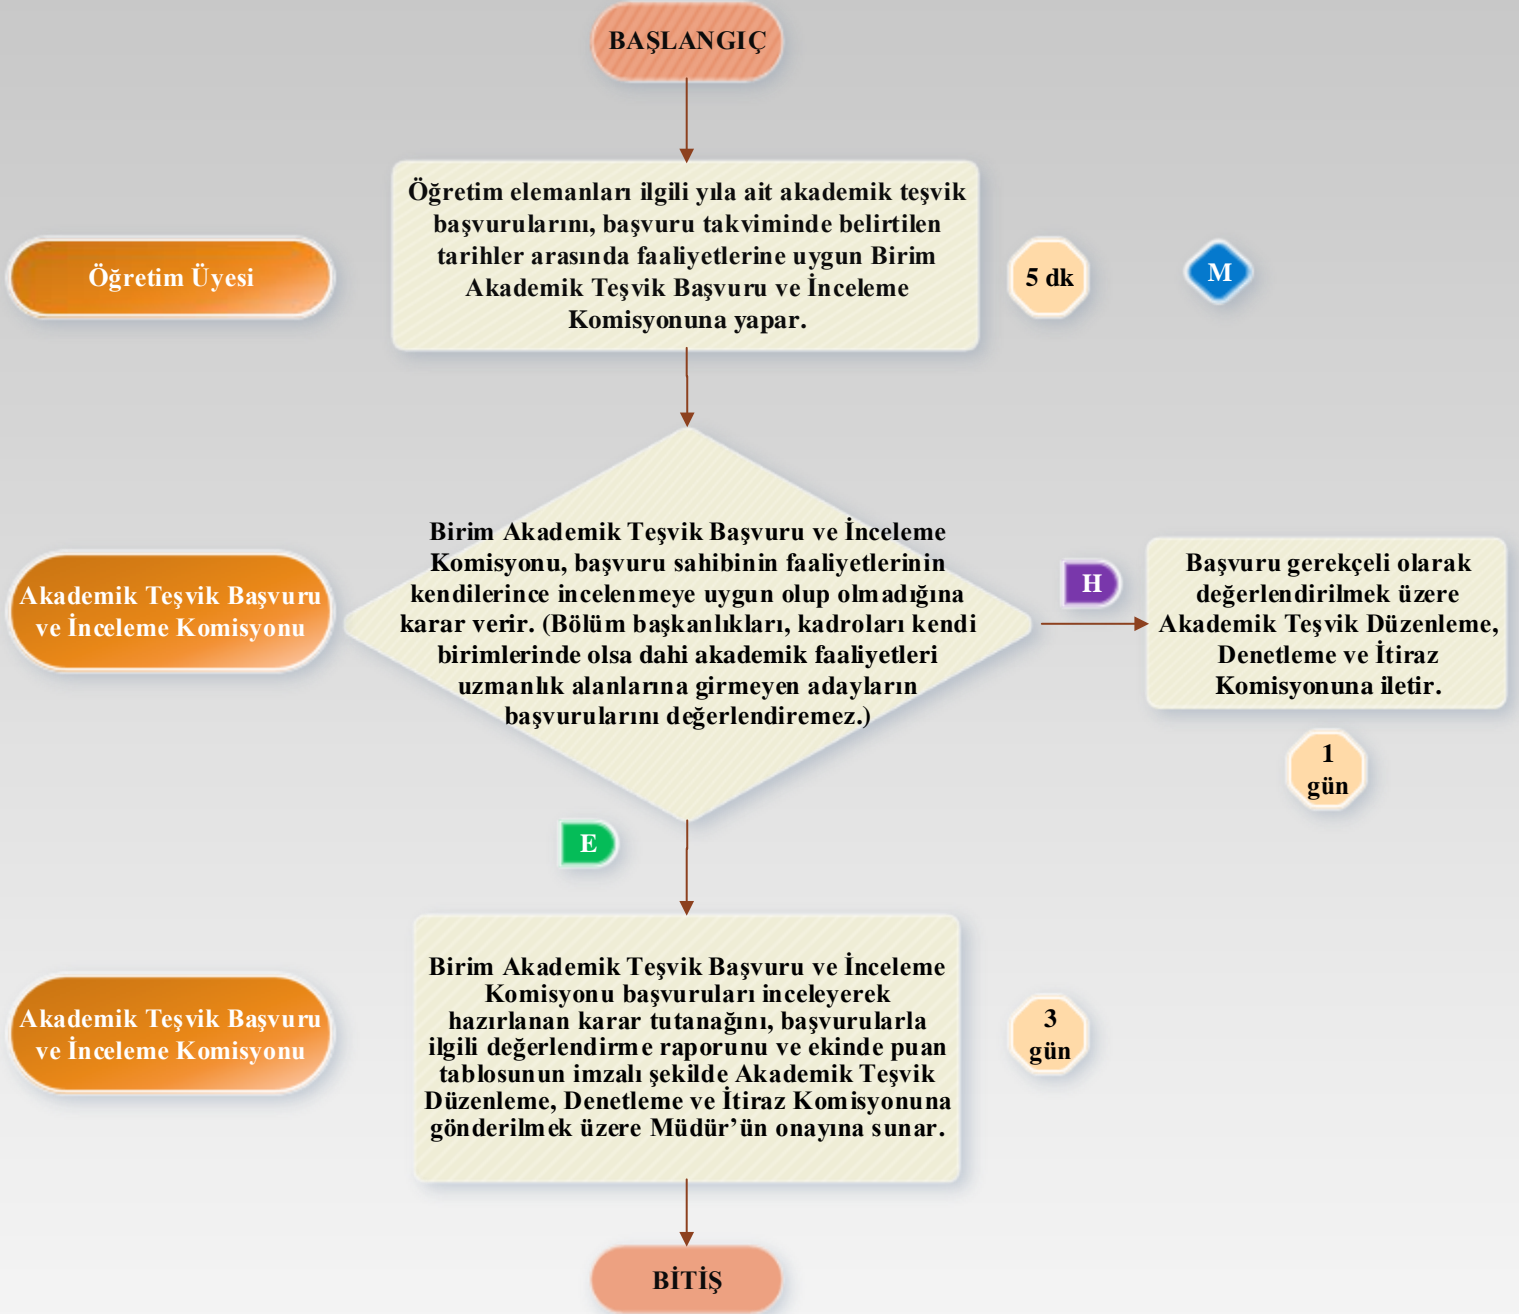 BAŞLANGIÇ
Öğretim elemanları ilgili yıla ait akademik teşvik
başvurularını, başvuru takviminde belirtilen
tarihler arasında faaliyetlerine uygun Birim
Akademik Teşvik Başvuru ve İnceleme
Komisyonuna yapar.
Öğretim Üyesi
5 dk
M
Birim Akademik Teşvik Başvuru ve İnceleme
Komisyonu, başvuru sahibinin faaliyetlerinin
kendilerince incelenmeye uygun olup olmadığına
karar verir. (Bölüm başkanlıkları, kadroları kendi
birimlerinde olsa dahi akademik faaliyetleri
uzmanlık alanlarına girmeyen adayların
başvurularını değerlendiremez.)
Akademik Teşvik Başvuru
ve İnceleme Komisyonu
H
Başvuru gerekçeli olarak
değerlendirilmek üzere
Akademik Teşvik Düzenleme,
Denetleme ve İtiraz
Komisyonuna iletir.
1
gün
E
Birim Akademik Teşvik Başvuru ve İnceleme
Komisyonu başvuruları inceleyerek
hazırlanan karar tutanağını, başvurularla
ilgili değerlendirme raporunu ve ekinde puan
tablosunun imzalı şekilde Akademik Teşvik
Düzenleme, Denetleme ve İtiraz Komisyonuna
gönderilmek üzere Müdür’ün onayına sunar.
Akademik Teşvik Başvuru
ve İnceleme Komisyonu
3
gün
BİTİŞ